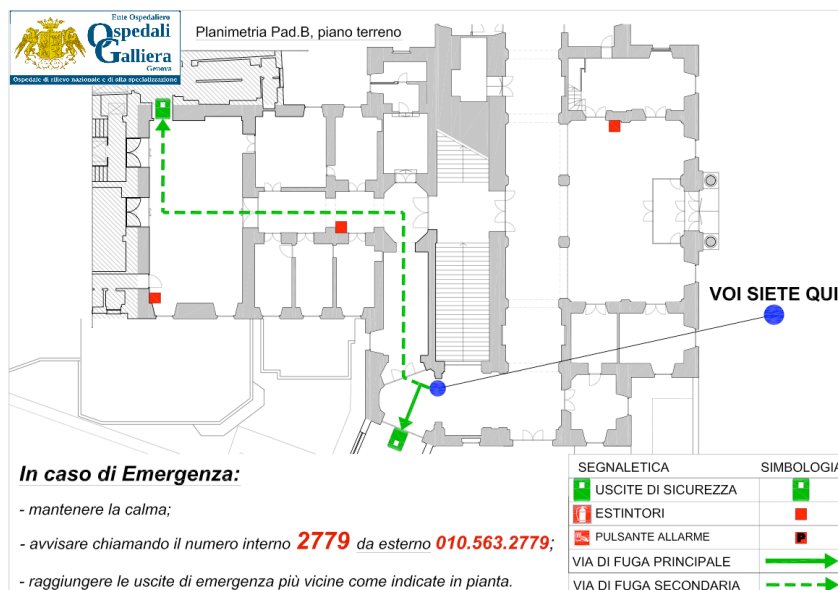 Ente Ospedaliero
Ospedali
Galliera
Genova
Ospedale di rilievo nazionale e di alta specializzazione
Planimetria Pad.B, piano terreno
VOI SIETE QUI
In caso di Emergenza:
- mantenere la calma;
- avvisare chiamando il numero interno 2779 da esterno 010.563.2779;
- raggiungere le uscite di emergenza più vicine come indicate in pianta.
SEGNALETICA SIMBOLOGIA
USCITE DI SICUREZZA
ESTINTORI
PULSANTE ALLARME P
VIA DI FUGA PRINCIPALE
VIA DI FUGA SECONDARIA